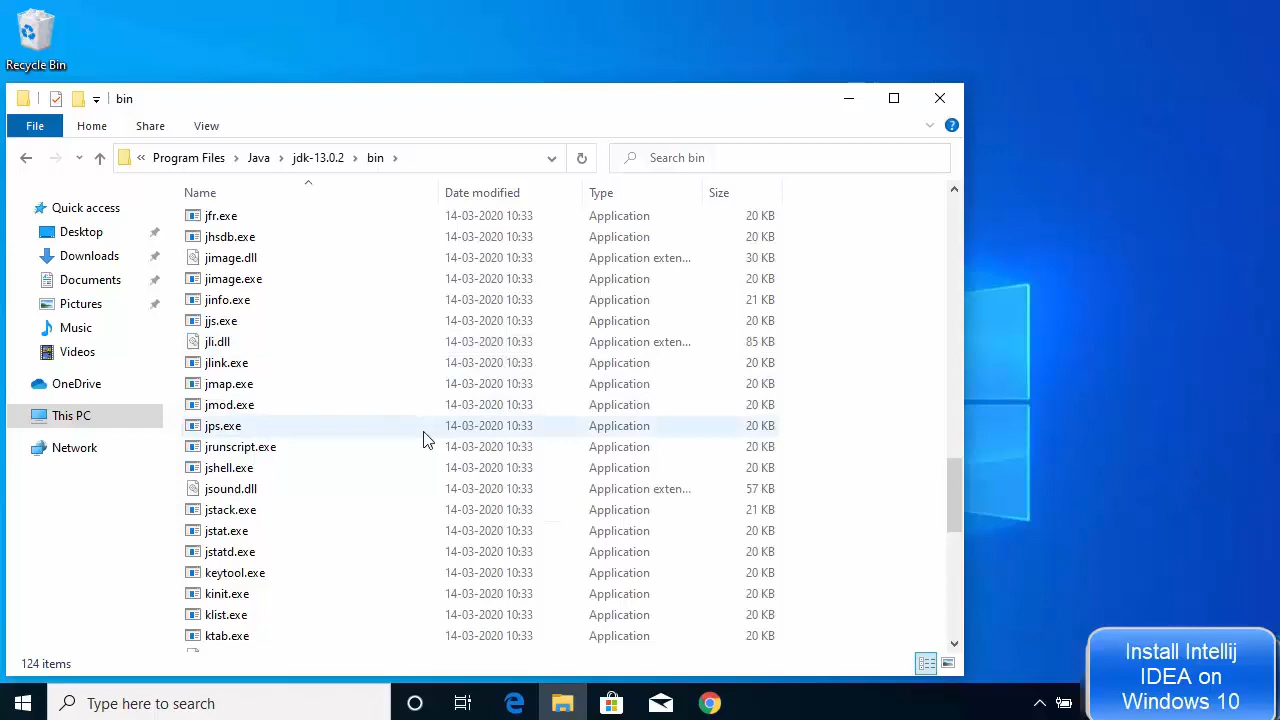 Recycle Bin
bin
File Home Share View
« Program Files > Java > jdk-13.0.2 > bin >
Search bin
Name Date modified Type Size
Quick access
Desktop
Downloads
Documents
Pictures
Music
Videos
OneDrive
This PC
Network
jfr.exe 14-03-2020 10:33 Application 20 KB
jhsdb.exe 14-03-2020 10:33 Application 20 KB
jimage.dll 14-03-2020 10:33 Application exten... 30 KB
jimage.exe 14-03-2020 10:33 Application 20 KB
jinfo.exe 14-03-2020 10:33 Application 21 KB
jjs.exe 14-03-2020 10:33 Application 20 KB
jli.dll 14-03-2020 10:33 Application exten... 85 KB
jlink.exe 14-03-2020 10:33 Application 20 KB
jmap.exe 14-03-2020 10:33 Application 20 KB
jmod.exe 14-03-2020 10:33 Application 20 KB
jps.exe 14-03-2020 10:33 Application 20 KB
jrunscript.exe 14-03-2020 10:33 Application 20 KB
jshell.exe 14-03-2020 10:33 Application 20 KB
jsound.dll 14-03-2020 10:33 Application exten... 57 KB
jstack.exe 14-03-2020 10:33 Application 21 KB
jstat.exe 14-03-2020 10:33 Application 20 KB
jstatd.exe 14-03-2020 10:33 Application 20 KB
keytool.exe 14-03-2020 10:33 Application 20 KB
kinit.exe 14-03-2020 10:33 Application 20 KB
klist.exe 14-03-2020 10:33 Application 20 KB
ktab.exe 14-03-2020 10:33 Application 20 KB
124 items
Type here to search
Install Intellij
IDEA on
Windows 10